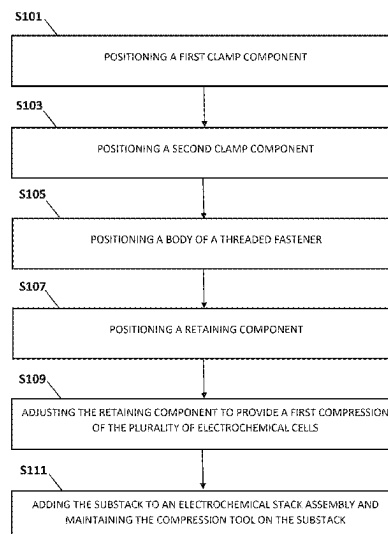 S101
POSITIONING A FIRST CLAMP COMPONENT
S103
POSITIONING A SECOND CLAMP COMPONENT
S105
POSITIONING A BODY OF A THREADED FASTENER
S107
POSITIONING A RETAINING COMPONENT
S109
ADJUSTING THE RETAINING COMPONENT TO PROVIDE A FIRST COMPRESSION
OF THE PLURALITY OF ELECTROCHEMICAL CELLS
S111
ADDING THE SUBSTACK TO AN ELECTROCHEMICAL STACK ASSEMBLY AND
MAINTAINING THE COMPRESSION TOOL ON THE SUBSTACK